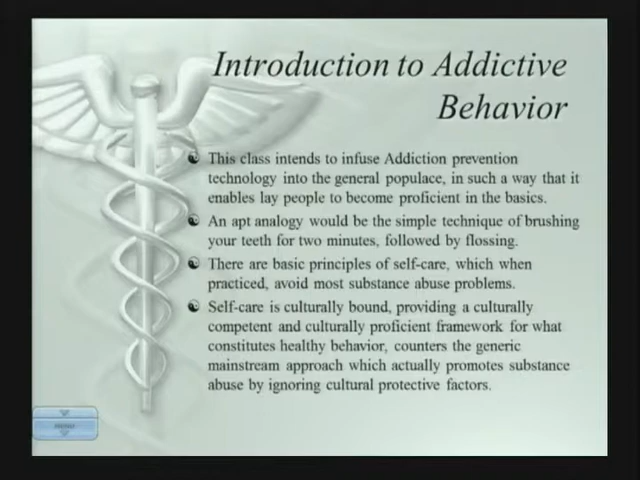 Introduction to Addictive
Behavior
This class intends to infuse Addiction prevention
technology into the general populace, in such a way that it
enables lay people to become proficient in the basics.
An apt analogy would be the simple technique of brushing
your teeth for two minutes, followed by flossing.
There are basic principles of self-care, which when
practiced, avoid most substance abuse problems.
Self-care is culturally bound, providing a culturally
competent and culturally proficient framework for what
constitutes healthy behavior, counters the generic
mainstream approach which actually promotes substance
abuse by ignoring cultural protective factors.